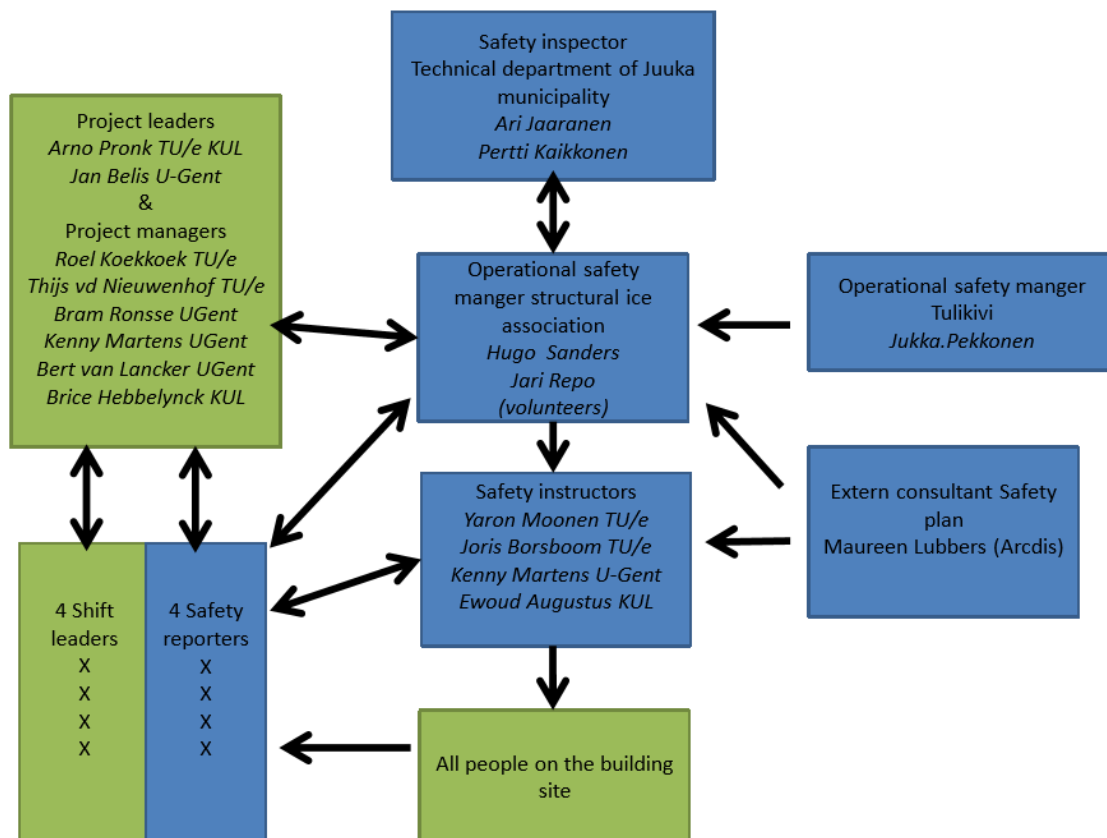 Safety inspector
Technical department of Juuka
municipality
Ari Jaaranen
Pertti Kaikkonen
Project leaders
Arno Pronk TU/e KUL
Jan Belis U-Gent
&
Project managers
Roel Koekkoek TU/e
Thijs vd Nieuwenhof TU/e
Bram Ronsse UGent
Kenny Martens UGent
Bert van Lancker UGent
Brice Hebbelynck KUL
Operational safety
manger structural ice
association
Hugo Sanders
Jari Repo
(volunteers)
Operational safety manger
Tulikivi
Jukka.Pekkonen
Safety instructors
Yaron Moonen TU/e
Joris Borsboom TU/e
Kenny Martens U-Gent
Ewoud Augustus KUL
Extern consultant Safety
plan
Maureen Lubbers (Arcdis)
4 Shift
leaders
X
X
X
X
4 Safety
reporters
X
X
X
X
All people on the building
site